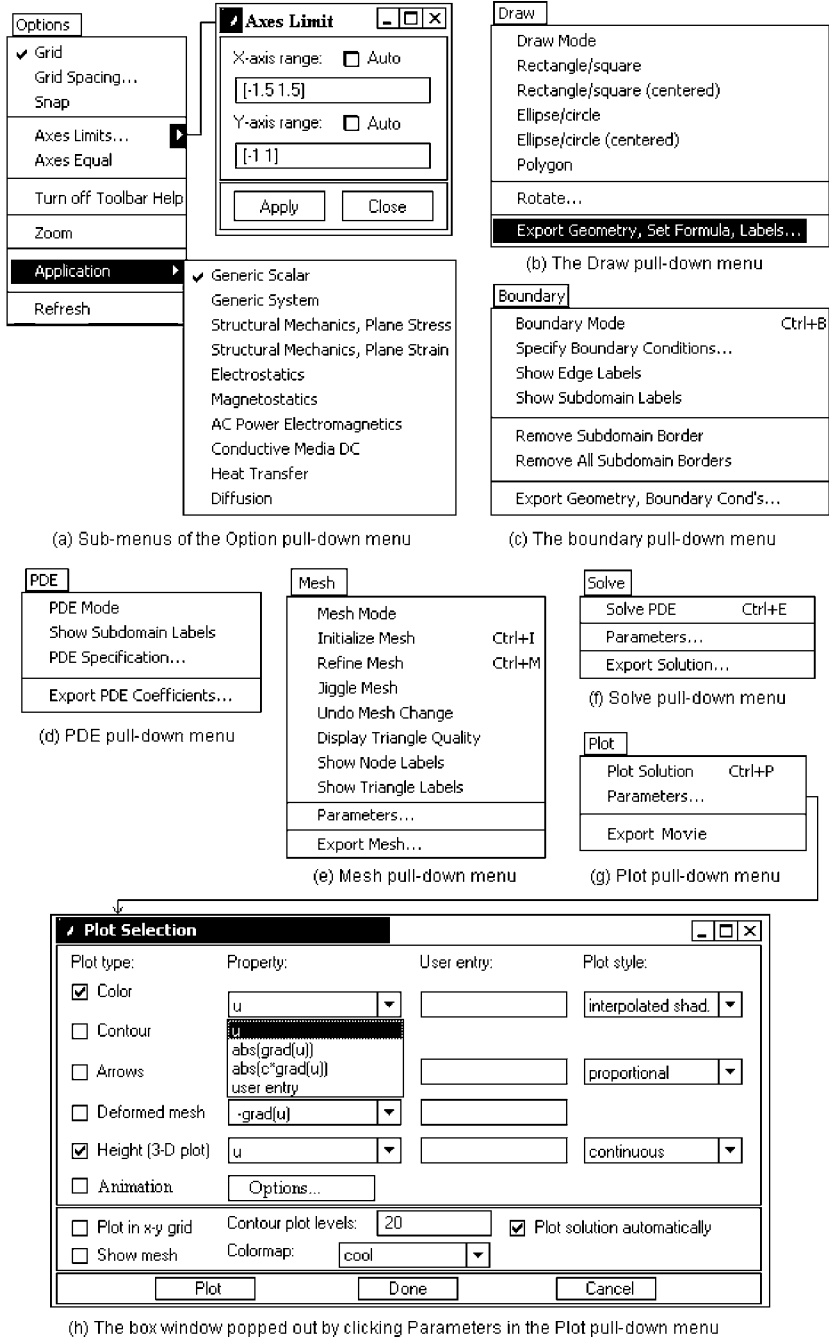 Options
Grid
Grid Spacing...
Snap
Axes Limits...
Axes Equal
Turn off Toolbar Help
Zoom
Application
Refresh
Axes Limit
X-axis range: Auto
[-1.5 1.5]
Y-axis range: Auto
[-1 1]
Apply Close
Generic Scalar
Generic System
Structural Mechanics, Plane Stress
Structural Mechanics, Plane Strain
Electrostatics
Magnetostatics
AC Power Electromagnetics
Conductive Media DC
Heat Transfer
Diffusion
(a) Sub-menus of the Option pull-down menu
Draw
Draw Mode
Rectangle/square
Rectangle/square (centered)
Ellipse/circle
Ellipse/circle (centered)
Polygon
Rotate...
Export Geometry, Set Formula, Labels...
(b) The Draw pull-down menu
Boundary
Boundary Mode Ctrl+B
Specify Boundary Conditions...
Show Edge Labels
Show Subdomain Labels
Remove Subdomain Border
Remove All Subdomain Borders
Export Geometry, Boundary Cond's...
(c) The boundary pull-down menu
PDE
PDE Mode
Show Subdomain Labels
PDE Specification...
Export PDE Coefficients...
(d) PDE pull-down menu
Mesh
Mesh Mode
Initialize Mesh Ctrl+I
Refine Mesh Ctrl+M
Jiggle Mesh
Undo Mesh Change
Display Triangle Quality
Show Node Labels
Show Triangle Labels
Parameters...
Export Mesh...
(e) Mesh pull-down menu
Solve
Solve PDE Ctrl+E
Parameters...
Export Solution...
(f) Solve pull-down menu
Plot
Plot Solution Ctrl+P
Parameters...
Export Movie
(g) Plot pull-down menu
Plot Selection
Plot type: Property: User entry: Plot style:
Color u interpolated shad.
Contour u
abs(grad(u))
abs(c*grad(u))
Arrows proportional
user entry
Deformed mesh -grad(u)
Height (3-D plot) u continuous
Animation Options...
Plot in x-y grid Contour plot levels: 20 Plot solution automatically
Show mesh Colormap: cool
Plot Done Cancel
(h) The box window popped out by clicking Parameters in the Plot pull-down menu